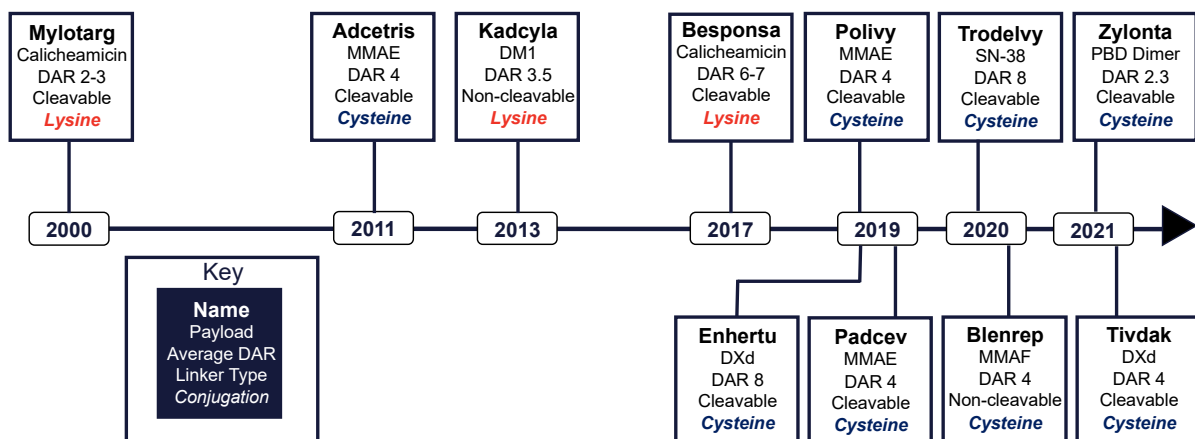 Mylotarg
Calicheamicin
DAR 2-3
Cleavable
Lysine
Adcetris
MMAE
DAR 4
Cleavable
Cysteine
Kadcyla
DM1
DAR 3.5
Non-cleavable
Lysine
Besponsa
Calicheamicin
DAR 6-7
Cleavable
Lysine
Polivy
MMAE
DAR 4
Cleavable
Cysteine
Trodelvy
SN-38
DAR 8
Cleavable
Cysteine
Zylonta
PBD Dimer
DAR 2.3
Cleavable
Cysteine
2000
2011
2013
2017
2019
2020
2021
Key
Name
Payload
Average DAR
Linker Type
Conjugation
Enhertu
DXd
DAR 8
Cleavable
Cysteine
Padcev
MMAE
DAR 4
Cleavable
Cysteine
Blenrep
MMAF
DAR 4
Non-cleavable
Cysteine
Tivdak
DXd
DAR 4
Cleavable
Cysteine